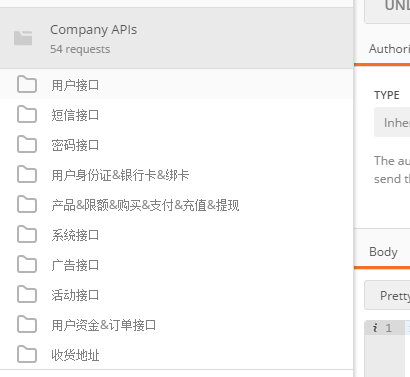 Company APIs
54 requests
用户接口
短信接口
密码接口
用户身份证&银行卡&绑卡
产品&限额&购买&支付&充值&提现
系统接口
广告接口
活动接口
用户资金&订单接口
收货地址
UNL
Authori
TYPE
Inher
The au
send th
Body
Pretty
i 1